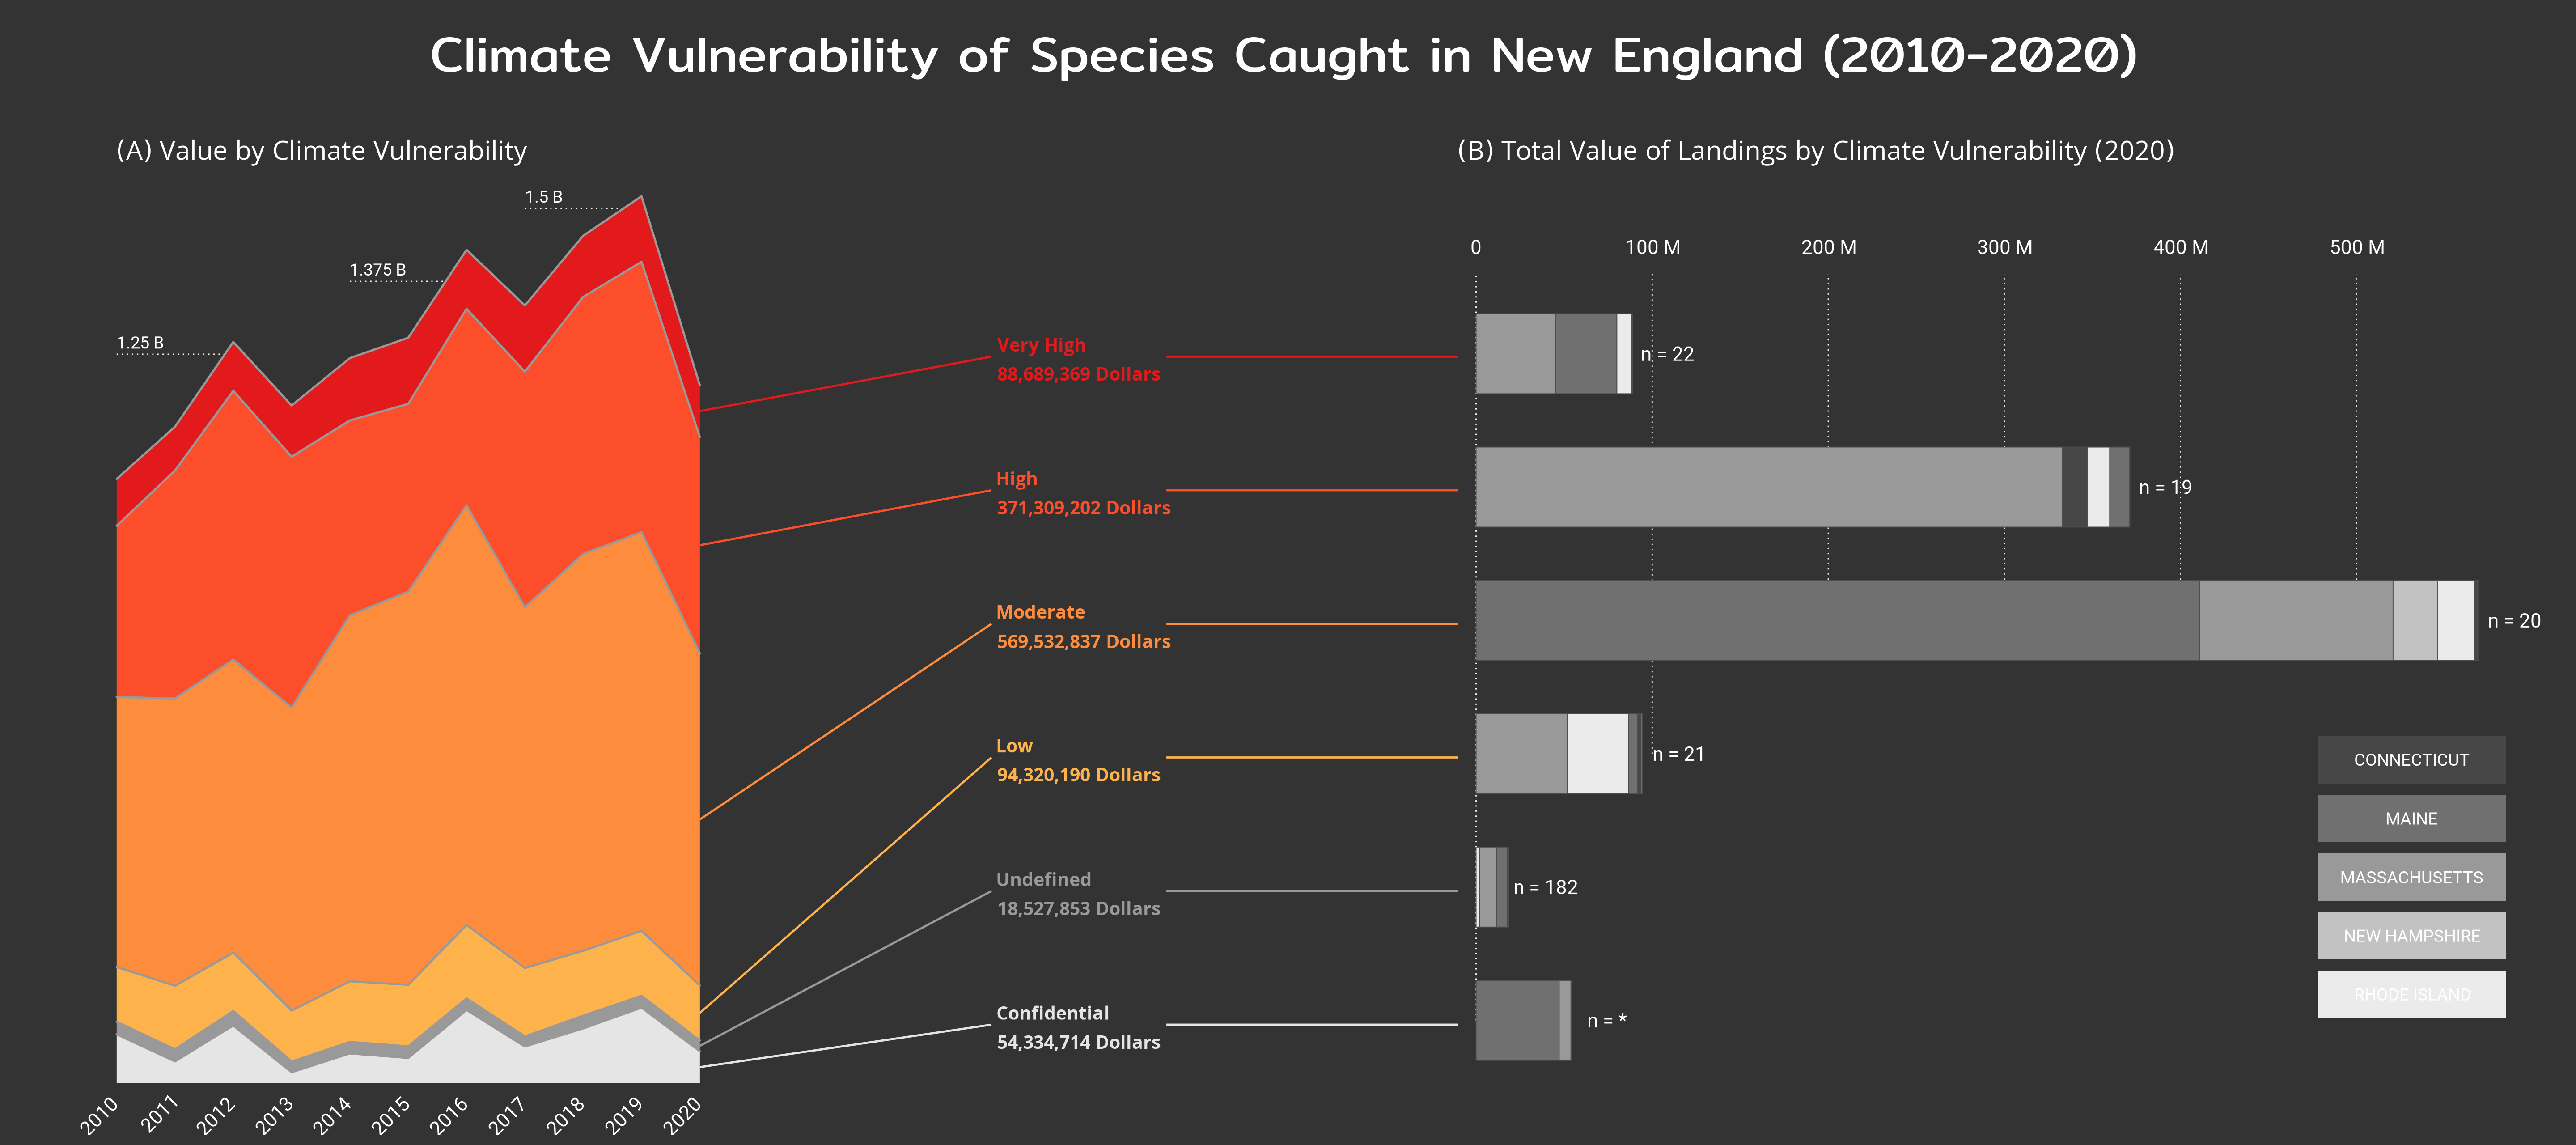 Climate Vulnerability of Species Caught in New England (2010-2020)
(A) Value by Climate Vulnerability
1.5 B
1.375 B
1.25 B
2010 2011 2012 2013 2014 2015 2016 2017 2018 2019 2020
Very High
88,689,369 Dollars
High
371,309,202 Dollars
Moderate
569,532,837 Dollars
Low
94,320,190 Dollars
Undefined
18,527,853 Dollars
Confidential
54,334,714 Dollars
(B) Total Value of Landings by Climate Vulnerability (2020)
0 100 M 200 M 300 M 400 M 500 M
n = 22
n = 19
n = 20
n = 21
n = 182
n = *
CONNECTICUT
MAINE
MASSACHUSETTS
NEW HAMPSHIRE
RHODE ISLAND